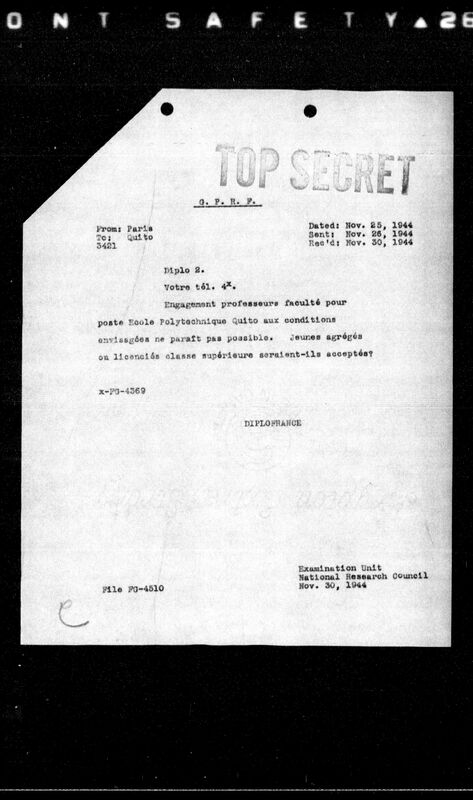 ONT SAFETY▲26
TOP SECRET
G. P. R. F.
From: Paris
To: Quito
3421
Dated: Nov. 25, 1944
Sent: Nov. 26, 1944
Rec'd: Nov. 30, 1944
Diplo 2.
Votre tél. 4x.
Engagement professeurs faculté pour
poste Ecole Polytechnique Quito aux conditions
envisagées ne paraît pas possible. Jeunes agrégés
ou licenciés classe supérieure seraient-ils acceptés?
x-FG-4369
DIPLOFRANCE
Examination Unit
National Research Council
Nov. 30, 1944
File FG-4510
e